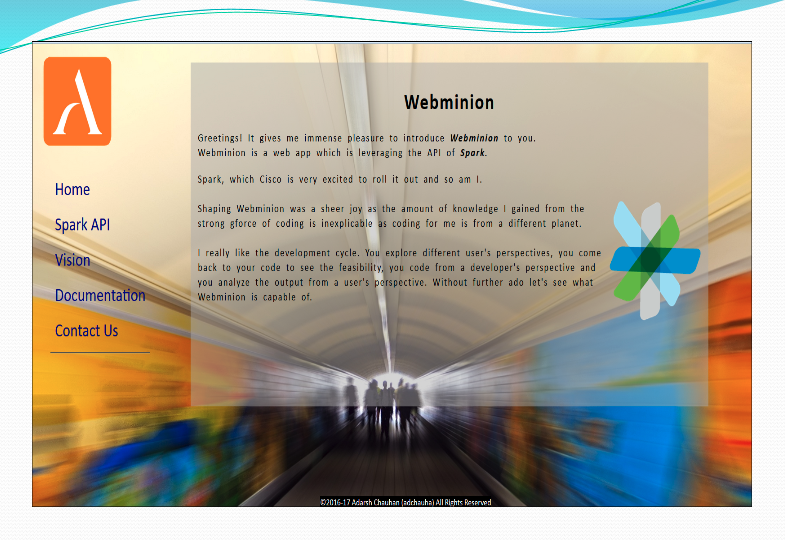 Webminion
Greetings! It gives me immense pleasure to introduce Webminion to you.
Webminion is a web app which is leveraging the API of Spark.
Spark, which Cisco is very excited to roll it out and so am I.
Shaping Webminion was a sheer joy as the amount of knowledge I gained from the
strong gforce of coding is inexplicable as coding for me is from a different planet.
I really like the development cycle. You explore different user's perspectives, you come
back to your code to see the feasibility, you code from a developer's perspective and
you analyze the output from a user's perspective. Without further ado let's see what
Webminion is capable of.
Home
Spark API
Vision
Documentation
Contact Us
©2016-17 Adarsh Chauhan (adchauha) All Rights Reserved